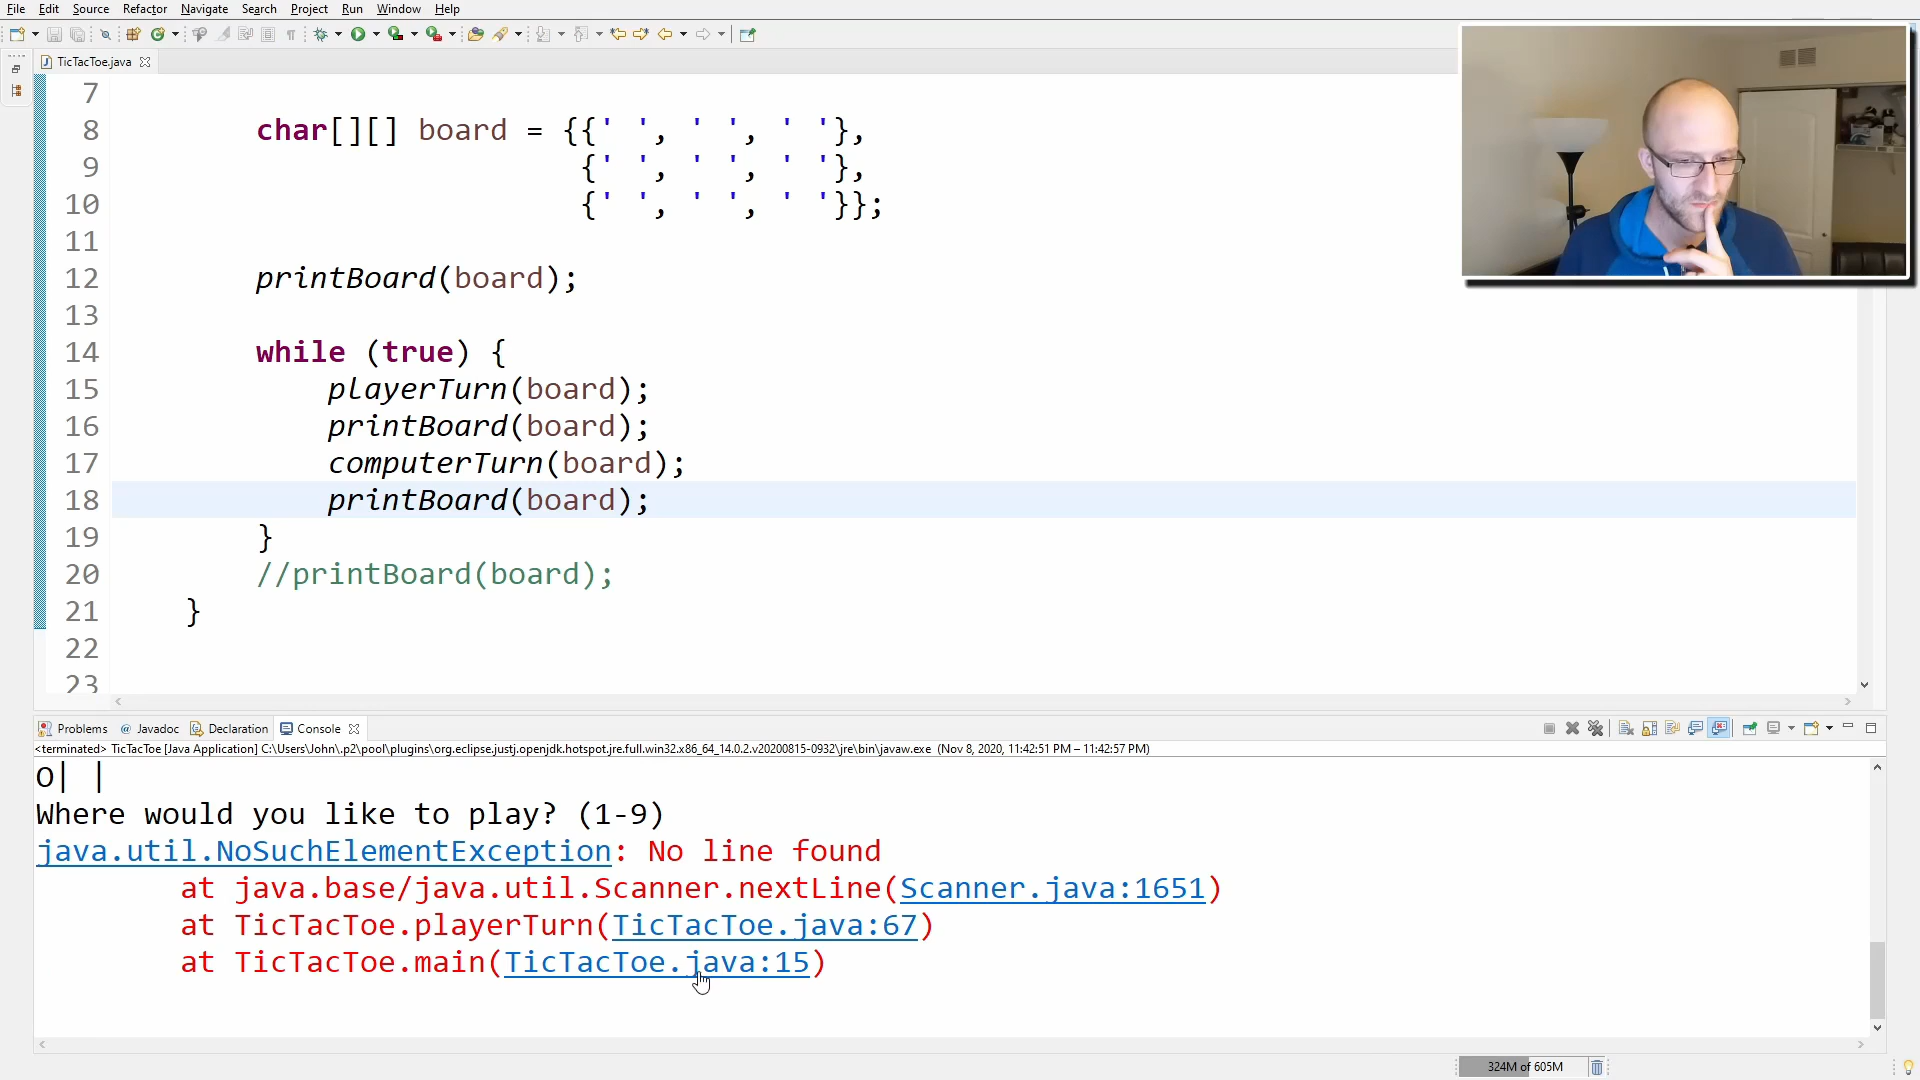 File Edit Source Refactor Navigate Search Project Run Window Help
TicTacToe.java
7
8 char[][] board = {{' ', ' ', ' '},
9 {' ', ' ', ' '},
10 {' ', ' ', ' '}};
11
12 printBoard(board);
13
14 while (true) {
15 playerTurn(board);
16 printBoard(board);
17 computerTurn(board);
18 printBoard(board);
19 }
20 //printBoard(board);
21 }
22
23
Problems @ Javadoc Declaration Console
<terminated> TicTacToe [Java Application] C:\Users\John\.p2\pool\plugins\org.eclipse.justj.openjdk.hotspot.jre.full.win32.x86_64_14.0.2.v20200815-0932\jre\bin\javaw.exe (Nov 8, 2020, 11:42:51 PM – 11:42:57 PM)
O| |
Where would you like to play? (1-9)
java.util.NoSuchElementException: No line found
at java.base/java.util.Scanner.nextLine(Scanner.java:1651)
at TicTacToe.playerTurn(TicTacToe.java:67)
at TicTacToe.main(TicTacToe.java:15)
324M of 605M